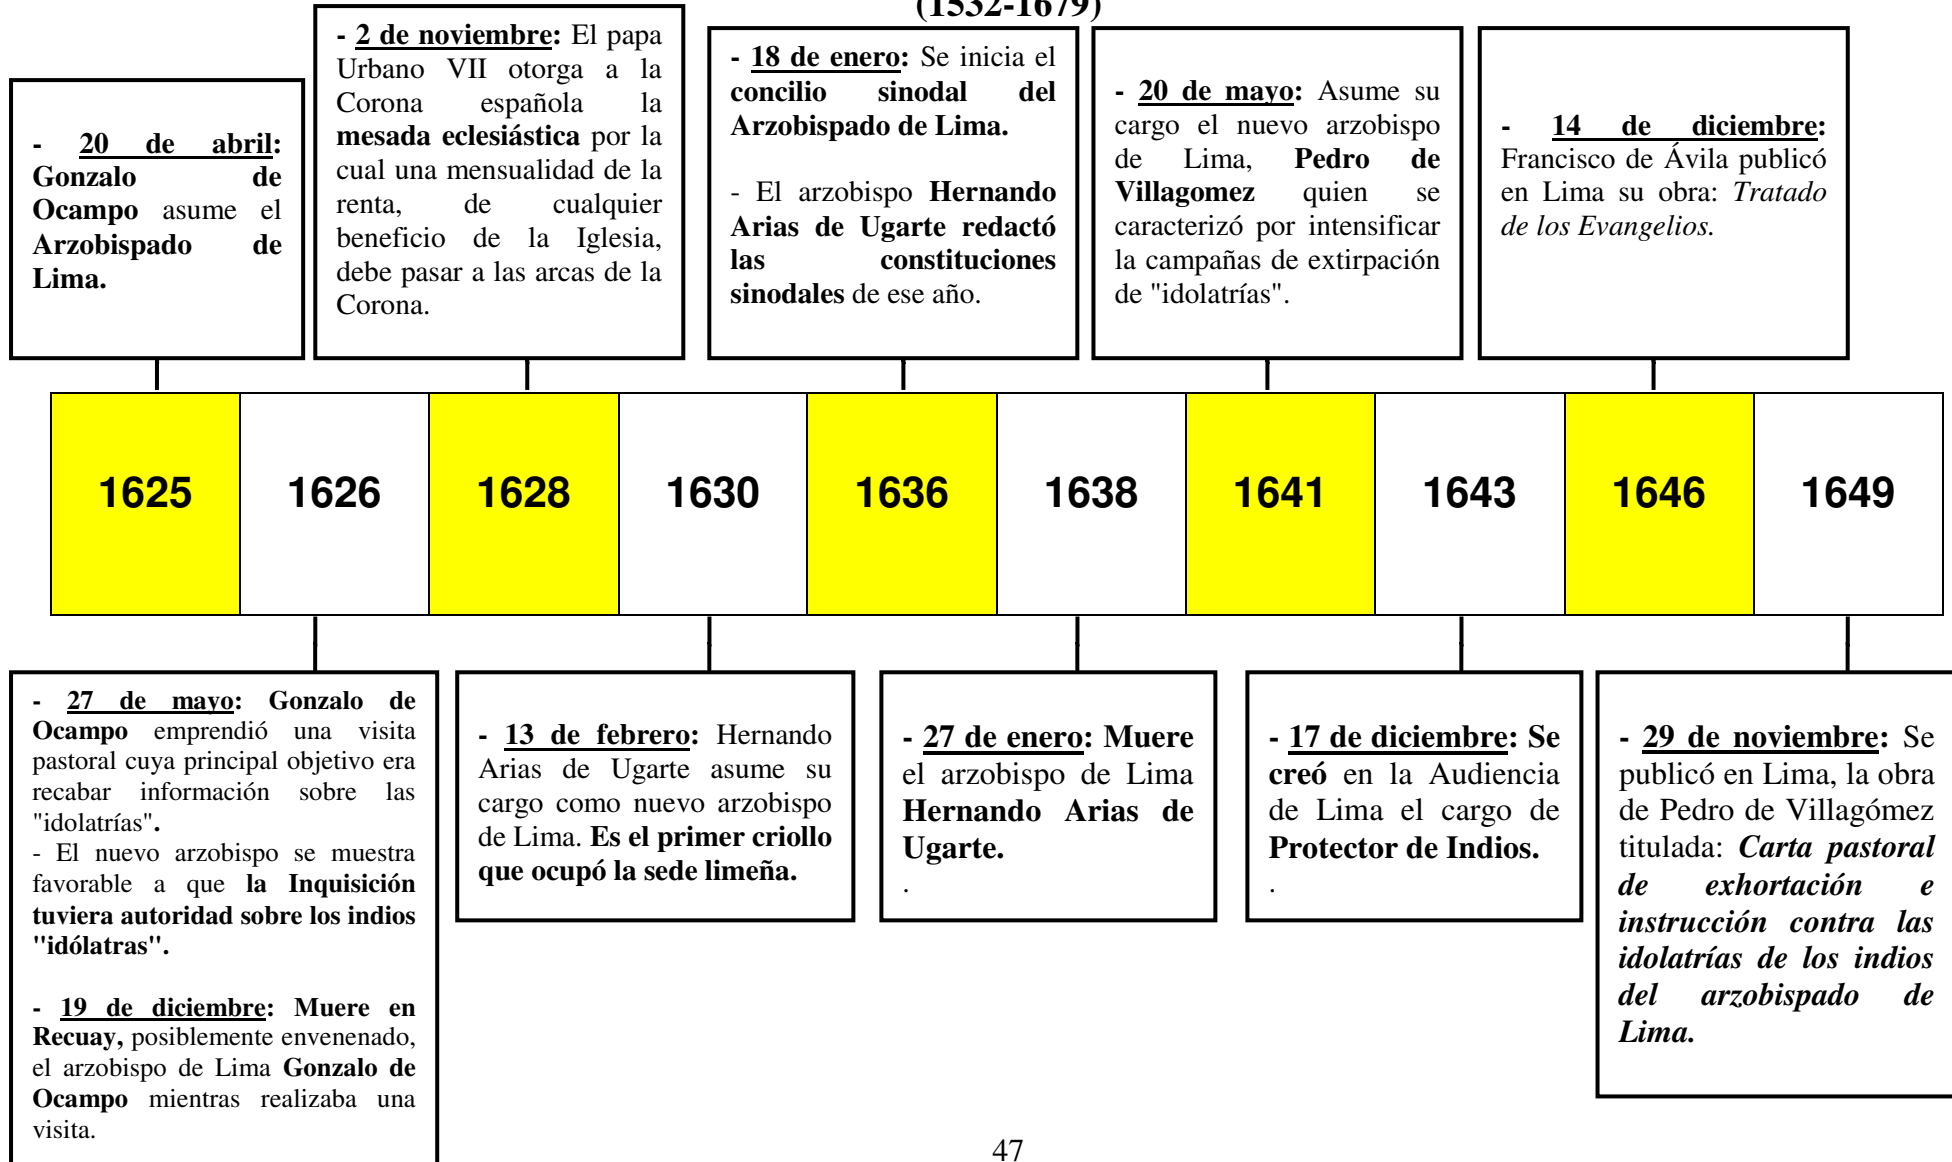 (1532-1679)
- 20 de abril:
Gonzalo de
Ocampo asume el
Arzobispado de
Lima.
- 2 de noviembre: El papa
Urbano VII otorga a la
Corona española la
mesada eclesiástica por la
cual una mensualidad de la
renta, de cualquier
beneficio de la Iglesia,
debe pasar a las arcas de la
Corona.
- 18 de enero: Se inicia el
concilio sinodal del
Arzobispado de Lima.
- El arzobispo Hernando
Arias de Ugarte redactó
las constituciones
sinodales de ese año.
- 20 de mayo: Asume su
cargo el nuevo arzobispo
de Lima, Pedro de
Villagomez quien se
caracterizó por intensificar
la campañas de extirpación
de "idolatrías".
- 14 de diciembre:
Francisco de Ávila publicó
en Lima su obra: Tratado
de los Evangelios.
1625 1626 1628 1630 1636 1638 1641 1643 1646 1649
- 27 de mayo: Gonzalo de
Ocampo emprendió una visita
pastoral cuya principal objetivo era
recabar información sobre las
"idolatrías".
- El nuevo arzobispo se muestra
favorable a que la Inquisición
tuviera autoridad sobre los indios
"idólatras".
- 19 de diciembre: Muere en
Recuay, posiblemente envenenado,
el arzobispo de Lima Gonzalo de
Ocampo mientras realizaba una
visita.
- 13 de febrero: Hernando
Arias de Ugarte asume su
cargo como nuevo arzobispo
de Lima. Es el primer criollo
que ocupó la sede limeña.
- 27 de enero: Muere
el arzobispo de Lima
Hernando Arias de
Ugarte.
.
- 17 de diciembre: Se
creó en la Audiencia
de Lima el cargo de
Protector de Indios.
.
- 29 de noviembre: Se
publicó en Lima, la obra
de Pedro de Villagómez
titulada: Carta pastoral
de exhortación e
instrucción contra las
idolatrías de los indios
del arzobispado de
Lima.
47